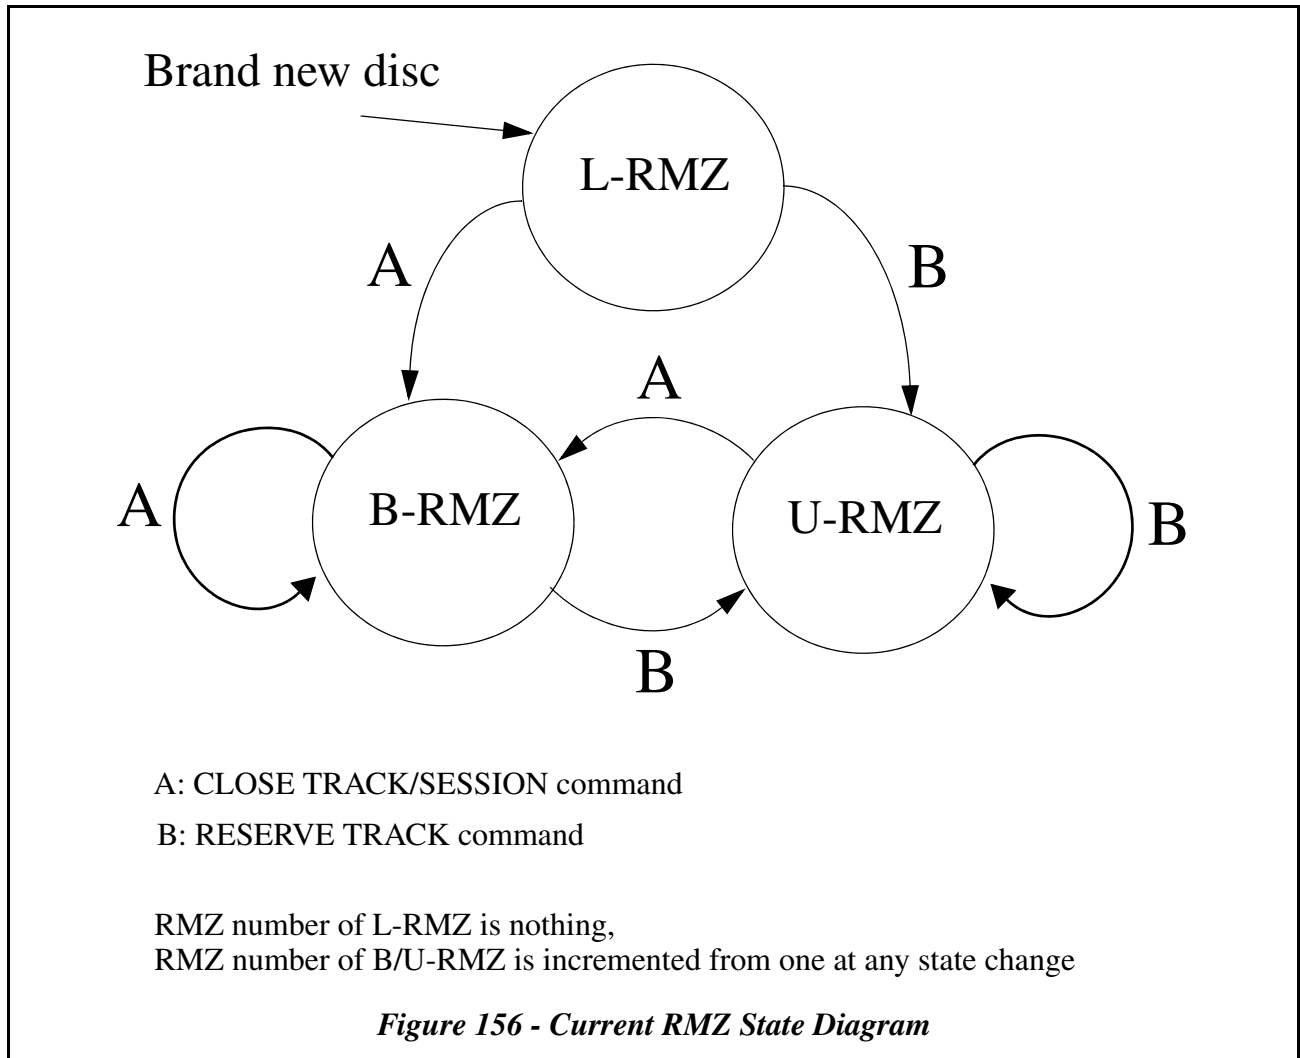 Brand new disc
L-RMZ
A
B
A
A
B-RMZ
U-RMZ
B
B
A: CLOSE TRACK/SESSION command
B: RESERVE TRACK command
RMZ number of L-RMZ is nothing,
RMZ number of B/U-RMZ is incremented from one at any state change
Figure 156 - Current RMZ State Diagram